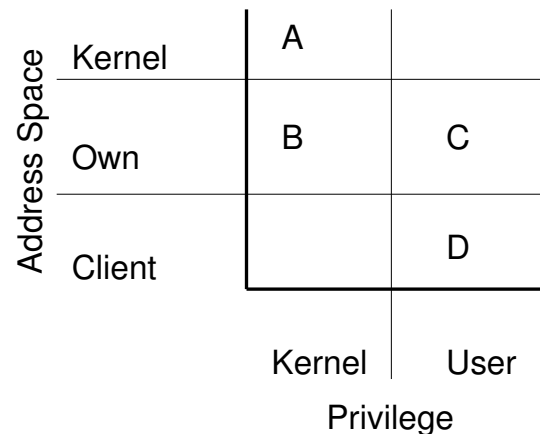 Address Space
Kernel
A
Own
B C
Client
D
Kernel User
Privilege